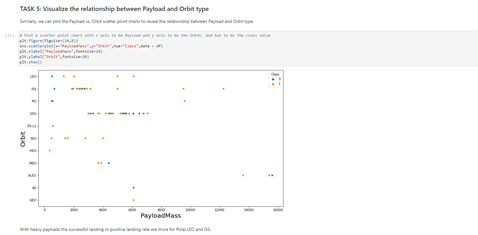 TASK 5: Visualize the relationship between Payload and Orbit type
Similarly, we can plot the Payload vs. Orbit scatter point charts to reveal the relationship between Payload and Orbit type
# Plot a scatter point chart with x axis to be Payload and y axis to be the Orbit, and hue to be the class value
plt.figure(figsize=(14,8))
sns.scatterplot(x="PayloadMass",y="Orbit",hue="Class",data = df)
plt.xlabel("PayloadMass",fontsize=20)
plt.ylabel("Orbit",fontsize=20)
plt.show()
Class
0
1
LEO
ISS
PO
GTO
ES-L1
SSO
HEO
MEO
VLEO
SO
GEO
Orbit
0 2000 4000 6000 8000 10000 12000 14000 16000
PayloadMass
With heavy payloads the successful landing or positive landing rate are more for Polar,LEO and ISS.